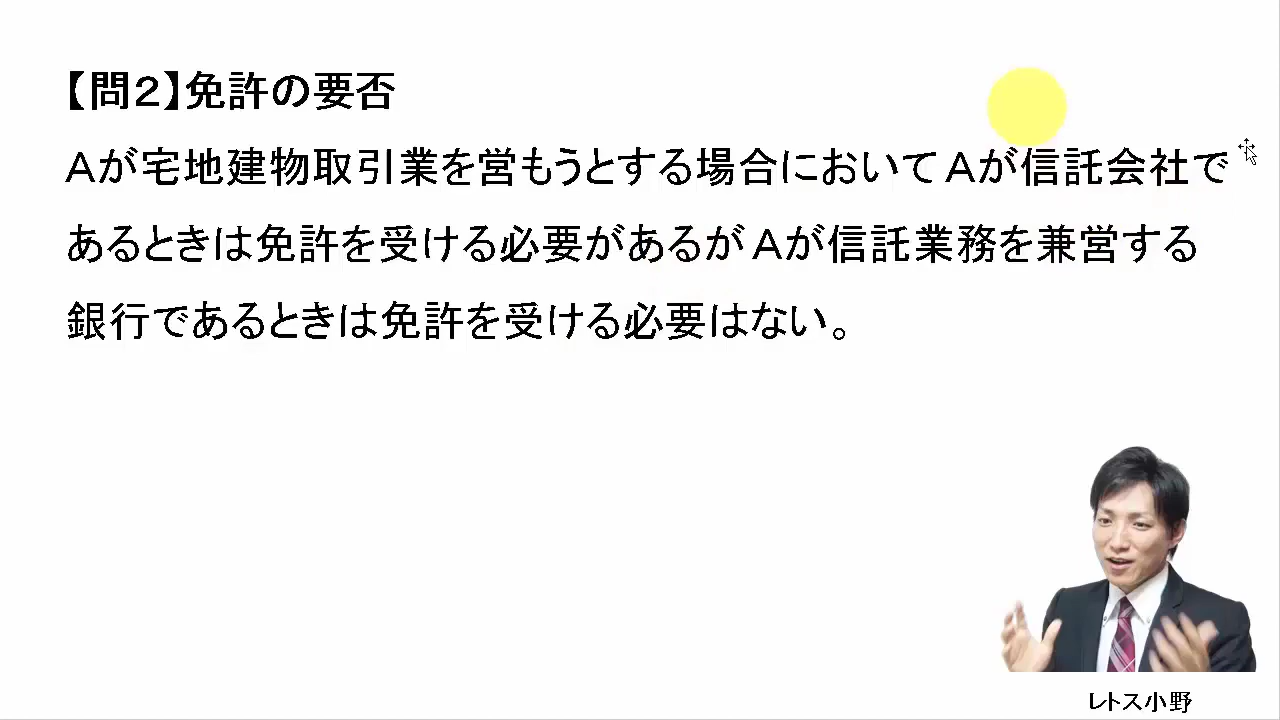 【問２】免許の要否
Ａが宅地建物取引業を営もうとする場合においてＡが信託会社で
あるときは免許を受ける必要があるがＡが信託業務を兼営する
銀行であるときは免許を受ける必要はない。
レトス小野